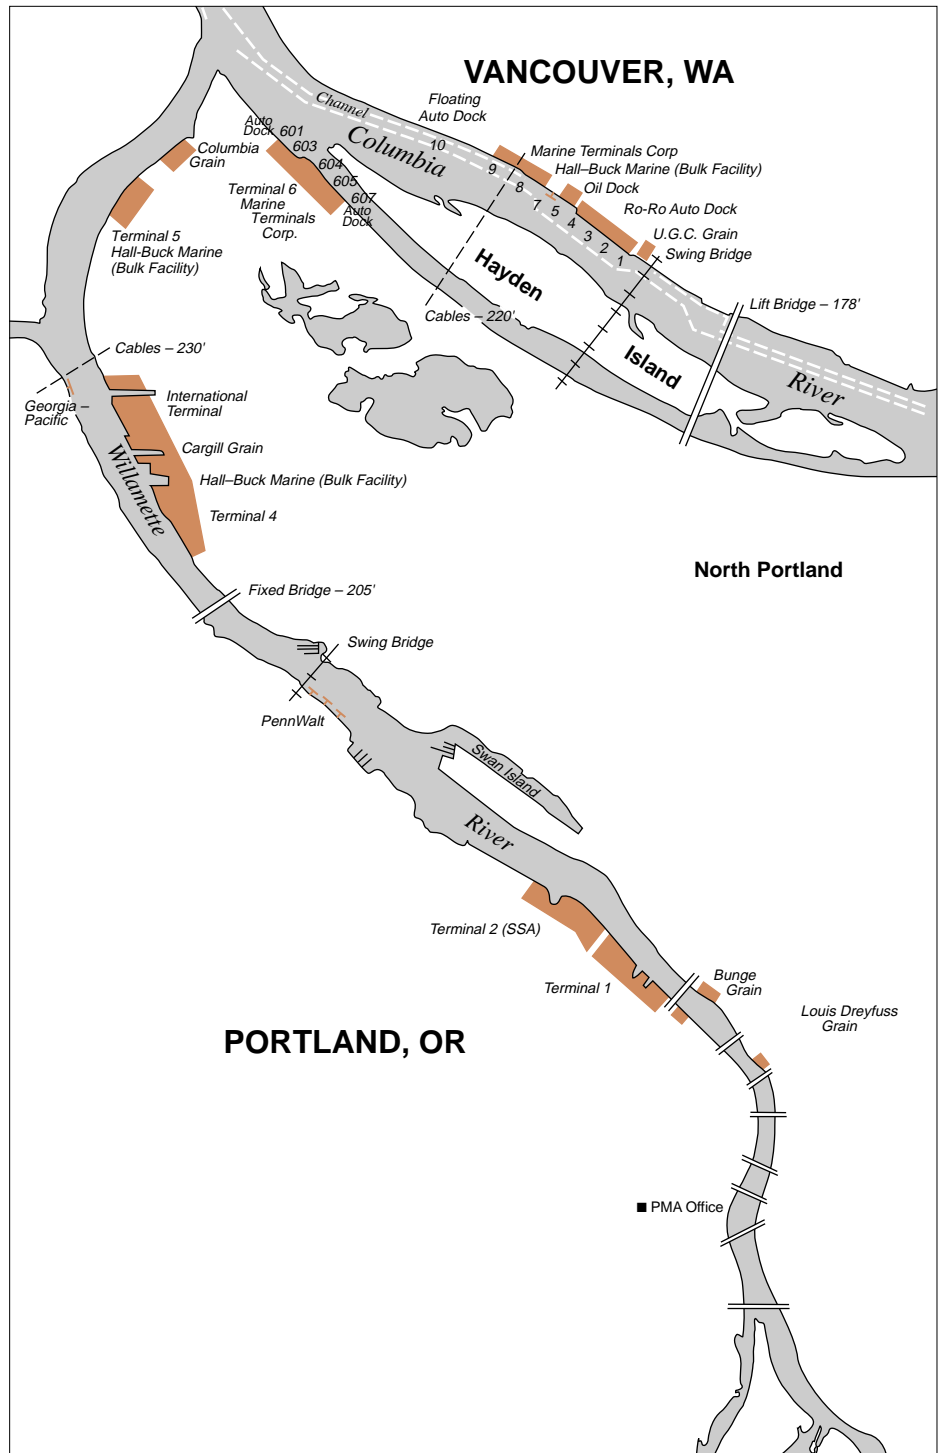 VANCOUVER, WA
Channel
Floating
Auto Dock
Columbia
10
9
8
7
5
4
3
2
1
Marine Terminals Corp
Hall–Buck Marine (Bulk Facility)
Oil Dock
Ro-Ro Auto Dock
U.G.C. Grain
Swing Bridge
Lift Bridge – 178'
Auto
Dock
601
603
604
605
607
Auto
Dock
Columbia
Grain
Terminal 6
Marine
Terminals
Corp.
Terminal 5
Hall-Buck Marine
(Bulk Facility)
Hayden
Island
River
Cables – 220'
Cables – 230'
Georgia –
Pacific
International
Terminal
Cargill Grain
Hall–Buck Marine (Bulk Facility)
Terminal 4
Willamette
North Portland
Fixed Bridge – 205'
Swing Bridge
PennWalt
Swan Island
River
Terminal 2 (SSA)
Terminal 1
Bunge
Grain
Louis Dreyfuss
Grain
PORTLAND, OR
PMA Office